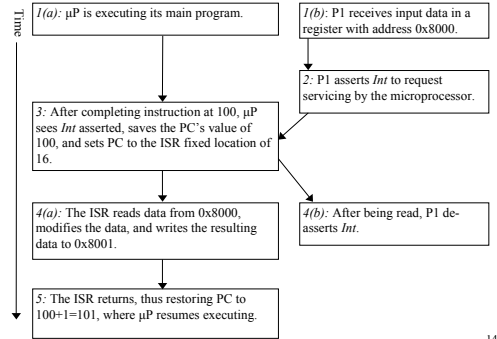 Time
1(a): μP is executing its main program.
1(b): P1 receives input data in a
register with address 0x8000.
2: P1 asserts Int to request
servicing by the microprocessor.
3: After completing instruction at 100, μP
sees Int asserted, saves the PC's value of
100, and sets PC to the ISR fixed location of
16.
4(a): The ISR reads data from 0x8000,
modifies the data, and writes the resulting
data to 0x8001.
4(b): After being read, P1 de-
asserts Int.
5: The ISR returns, thus restoring PC to
100+1=101, where μP resumes executing.
14